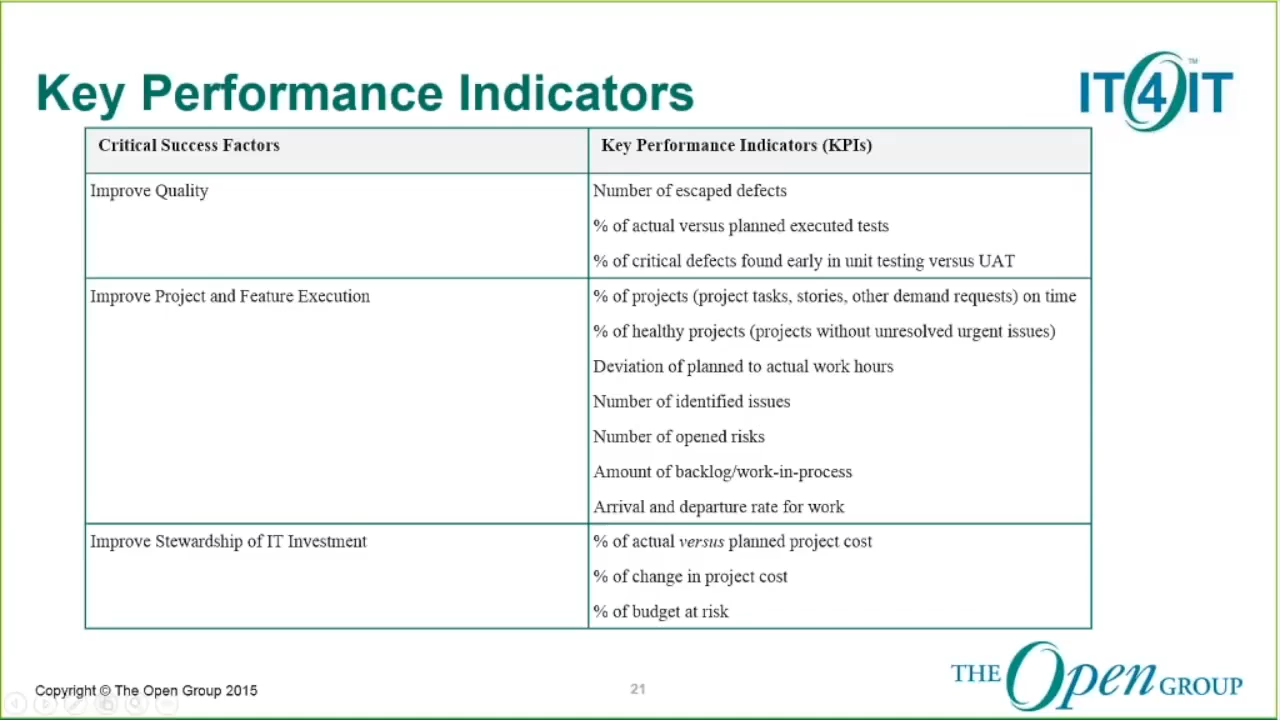 Key Performance Indicators
IT4IT™
Critical Success Factors
Key Performance Indicators (KPIs)
Improve Quality
Number of escaped defects
% of actual versus planned executed tests
% of critical defects found early in unit testing versus UAT
Improve Project and Feature Execution
% of projects (project tasks, stories, other demand requests) on time
% of healthy projects (projects without unresolved urgent issues)
Deviation of planned to actual work hours
Number of identified issues
Number of opened risks
Amount of backlog/work-in-process
Arrival and departure rate for work
Improve Stewardship of IT Investment
% of actual versus planned project cost
% of change in project cost
% of budget at risk
Copyright © The Open Group 2015
21
THE Open GROUP